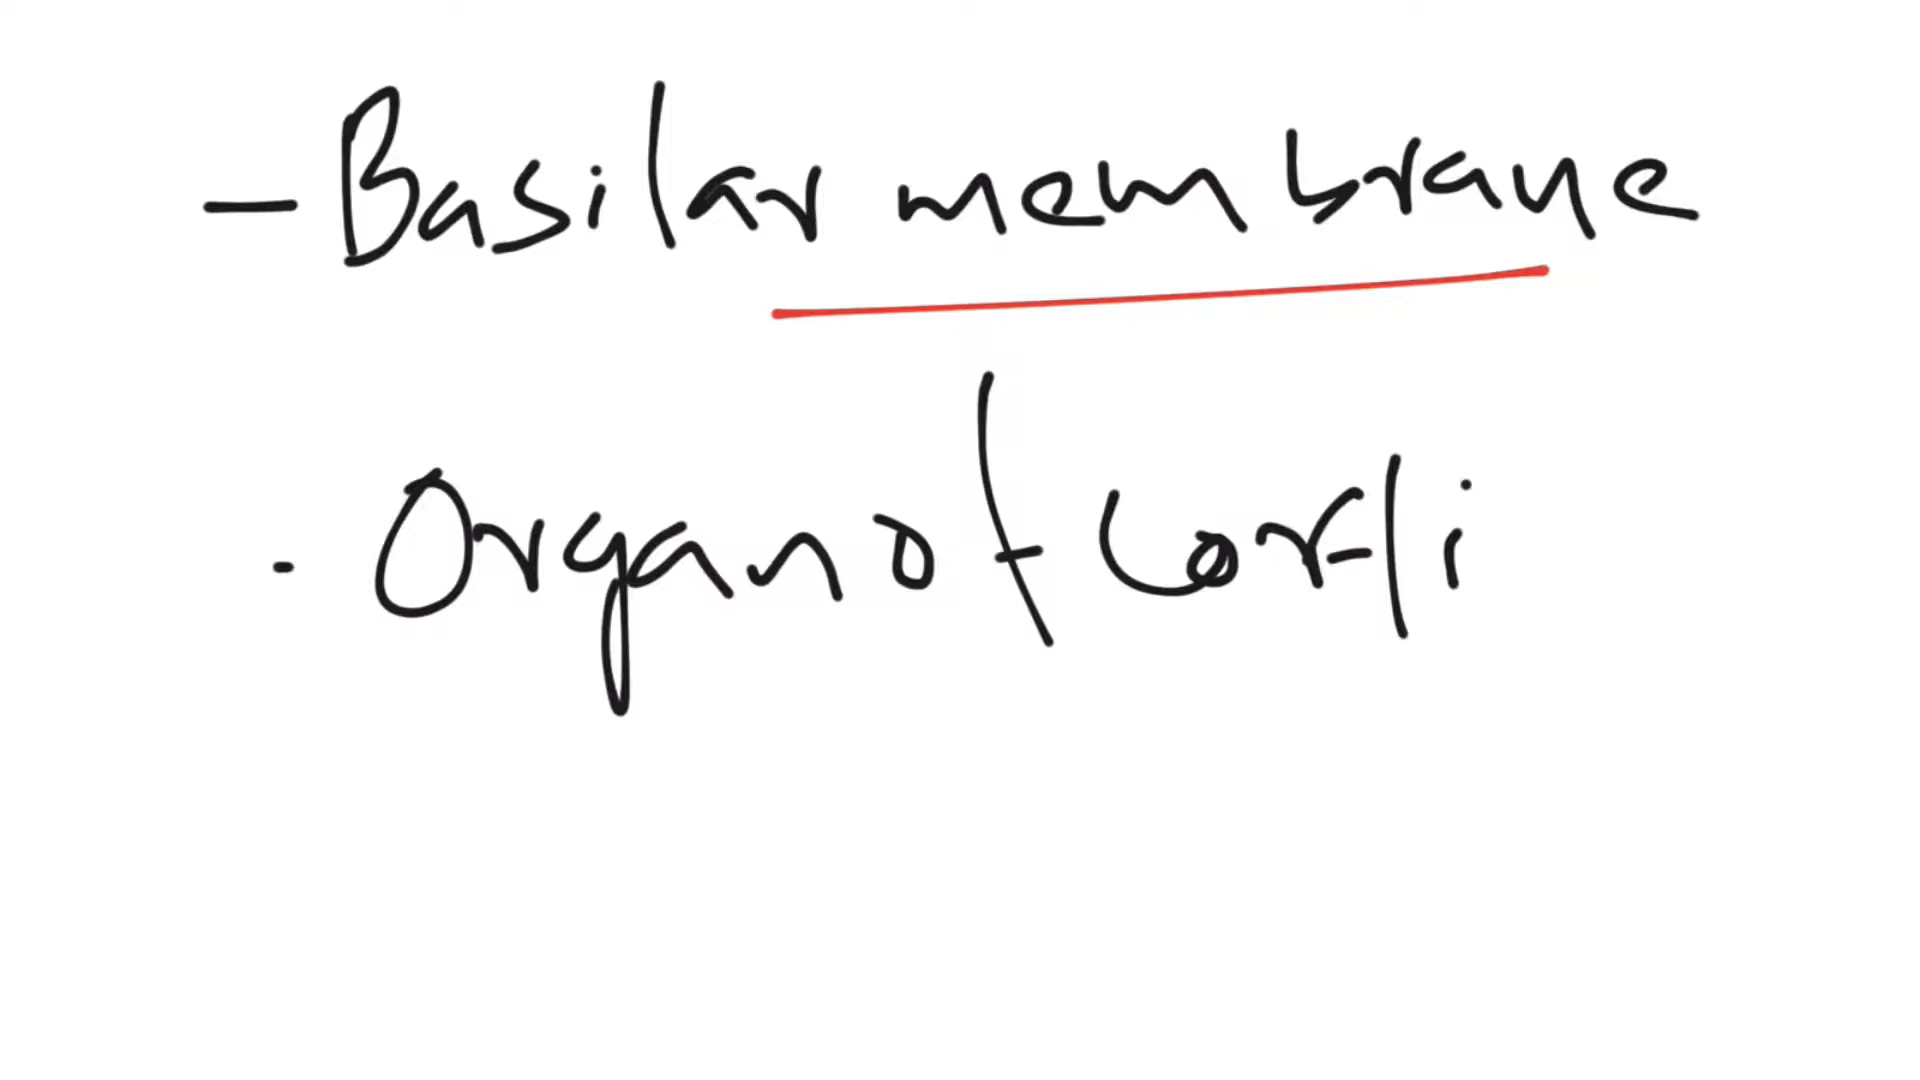 - Basilar membrane
. Organ of Corti